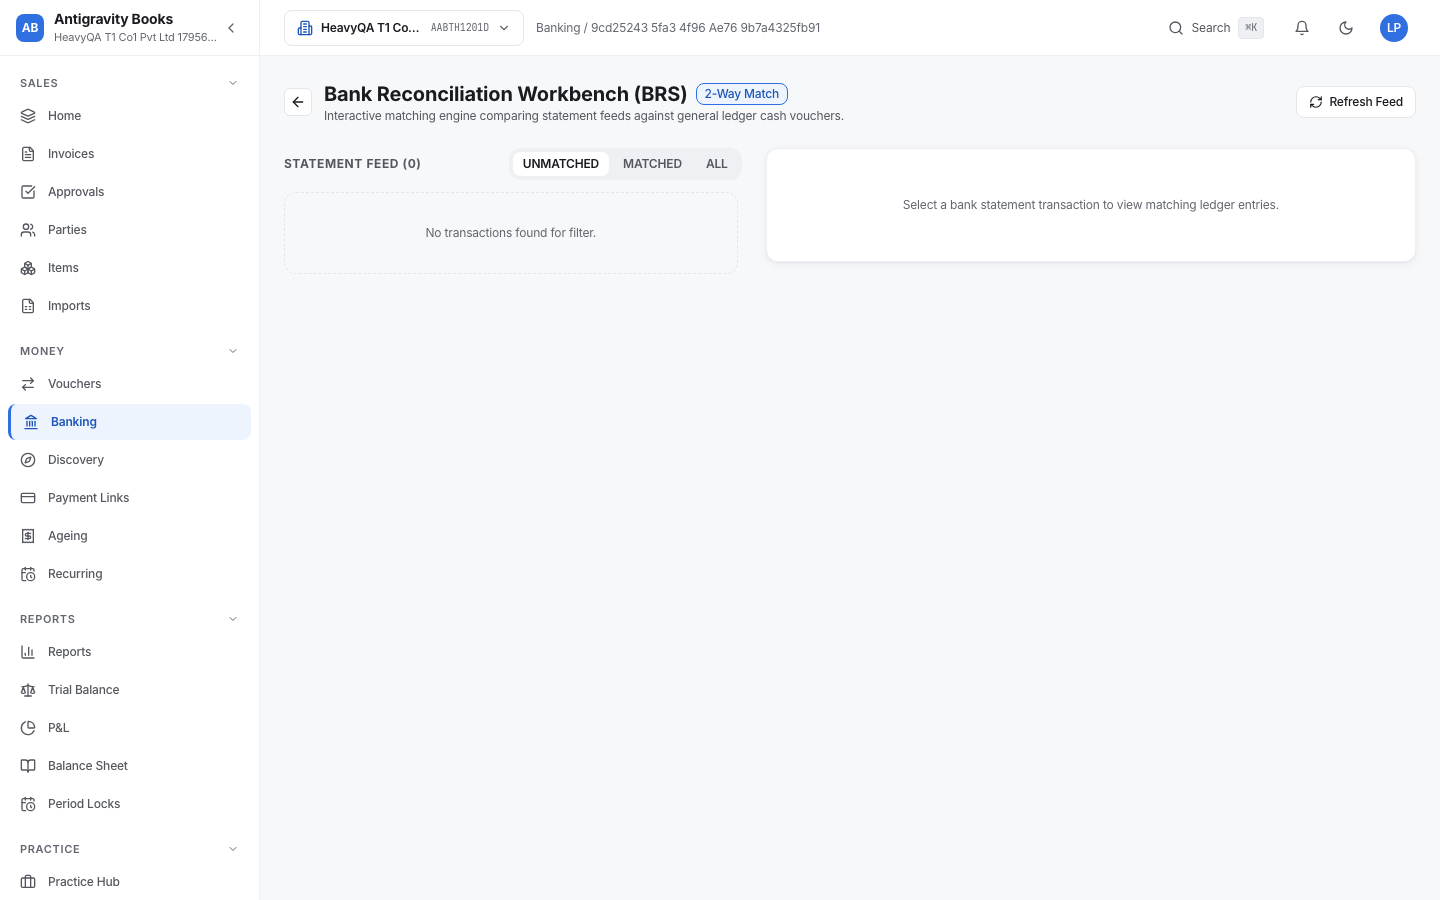 AB
Antigravity Books
HeavyQA T1 Co1 Pvt Ltd 17956...
SALES
Home
Invoices
Approvals
Parties
Items
Imports
MONEY
Vouchers
Banking
Discovery
Payment Links
Ageing
Recurring
REPORTS
Reports
Trial Balance
P&L
Balance Sheet
Period Locks
PRACTICE
Practice Hub
HeavyQA T1 Co... AABTH1201D
Banking / 9cd25243 5fa3 4f96 Ae76 9b7a4325fb91
Search ⌘K
LP
Bank Reconciliation Workbench (BRS) 2-Way Match
Interactive matching engine comparing statement feeds against general ledger cash vouchers.
Refresh Feed
STATEMENT FEED (0)
UNMATCHED MATCHED ALL
No transactions found for filter.
Select a bank statement transaction to view matching ledger entries.